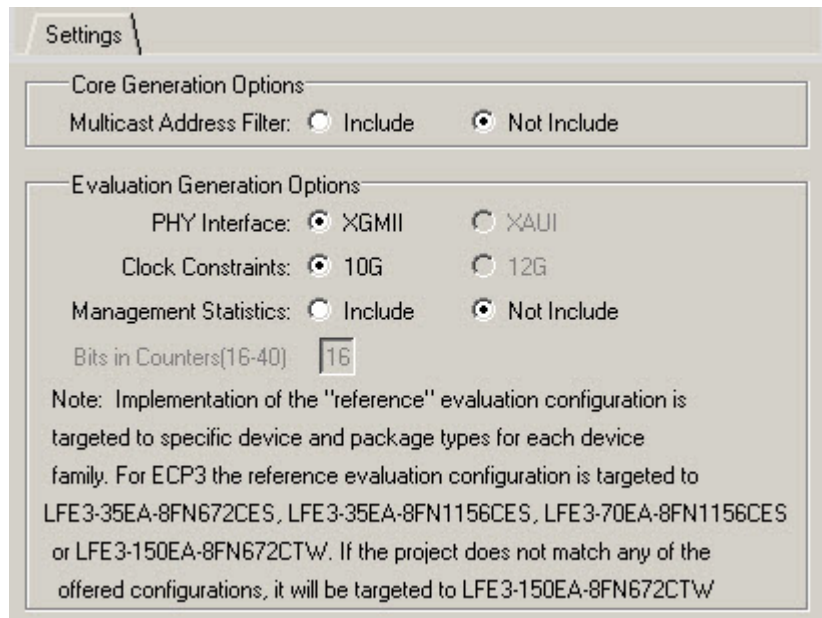 Settings
Core Generation Options
Multicast Address Filter: Include Not Include
Evaluation Generation Options
PHY Interface: XGMII XAUI
Clock Constraints: 10G 12G
Management Statistics: Include Not Include
Bits in Counters(16-40) 16
Note: Implementation of the "reference" evaluation configuration is
targeted to specific device and package types for each device
family. For ECP3 the reference evaluation configuration is targeted to
LFE3-35EA-8FN672CES, LFE3-35EA-8FN1156CES, LFE3-70EA-8FN1156CES
or LFE3-150EA-8FN672CTW. If the project does not match any of the
offered configurations, it will be targeted to LFE3-150EA-8FN672CTW